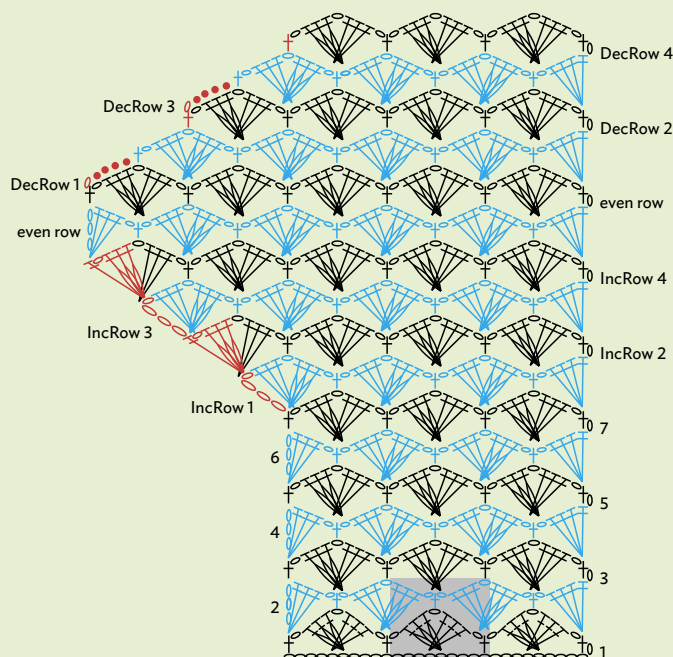 DecRow 4
DecRow 3
DecRow 2
DecRow 1
even row
even row
IncRow 4
IncRow 3
IncRow 2
IncRow 1
7
6
5
4
3
2
1